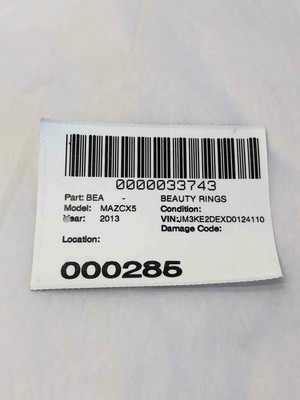 0000033743
Part: BEA - BEAUTY RINGS
Model: MAZCX5 Condition:
Year: 2013 VIN:JM3KE2DEXD0124110
Damage Code:
Location:
000285